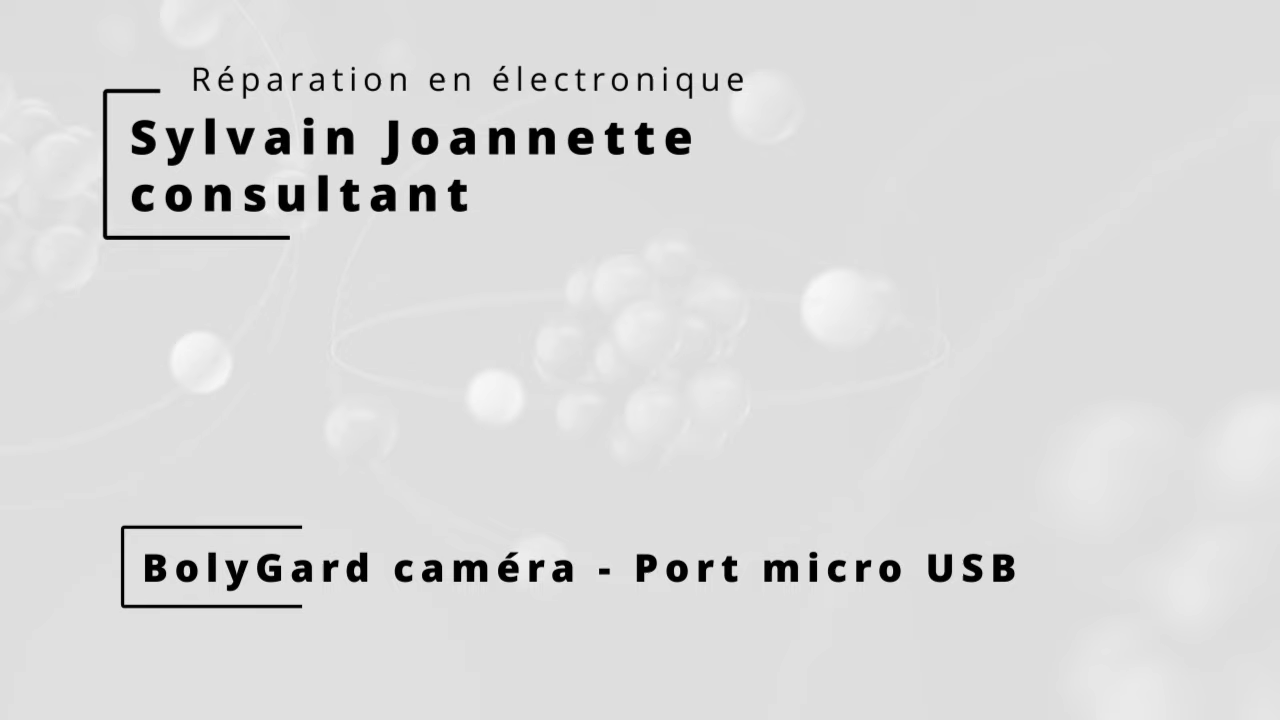 Réparation en électronique
Sylvain Joannette
consultant
BolyGard caméra - Port micro USB